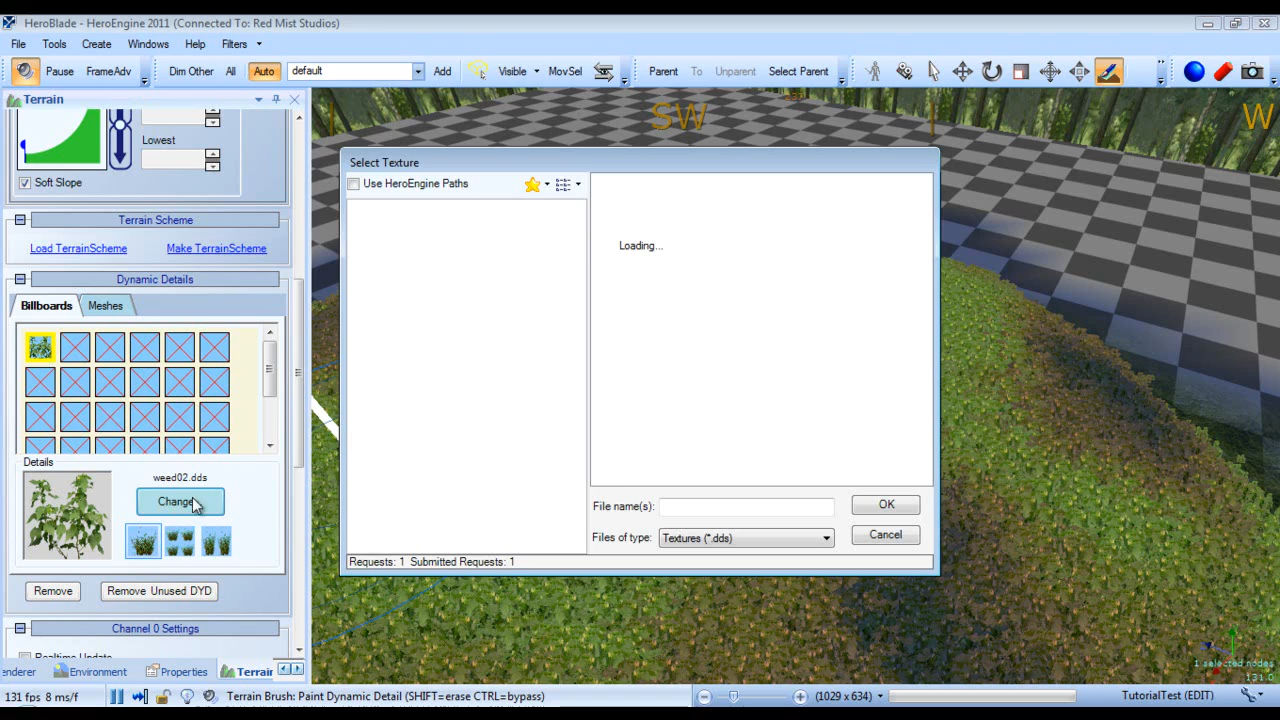 HeroBlade - HeroEngine 2011 (Connected To: Red Mist Studios)
File Tools Create Windows Help Filters
Pause FrameAdv Dim Other All Auto default Add Visible MovSel Parent To Unparent Select Parent
Terrain
SW
W
Lowest
Soft Slope
Terrain Scheme
Load TerrainScheme Make TerrainScheme
Dynamic Details
Billboards Meshes
Details
weed02.dds
Change
Remove Remove Unused DYD
Channel 0 Settings
Realtime Update
Select Texture
Use HeroEngine Paths
Loading...
File name(s): OK
Files of type: Textures (*.dds) Cancel
Requests: 1 Submitted Requests: 1
1 selected nodes
131.0
enderer Environment Properties Terrain
131 fps 8 ms/f Terrain Brush: Paint Dynamic Detail (SHIFT=erase CTRL=bypass) (1029 x 634) TutorialTest (EDIT)